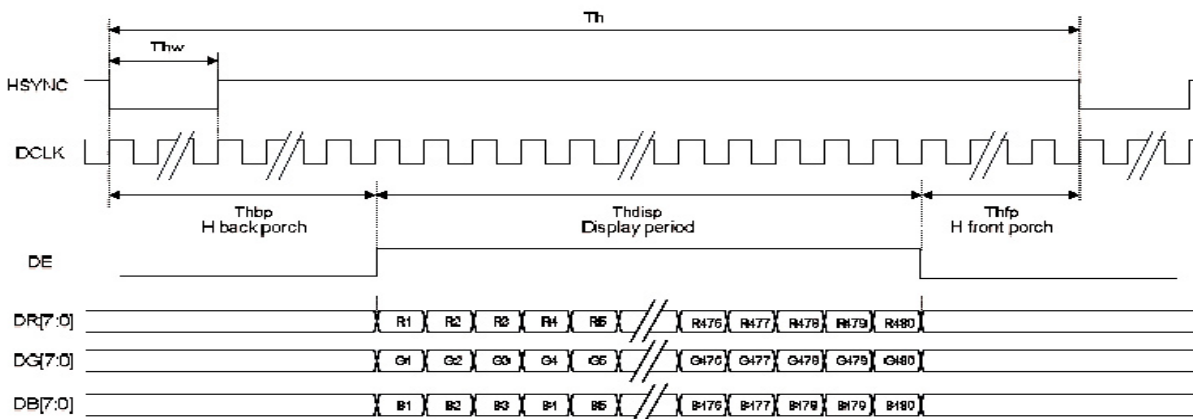 Th
Thw
HSYNC
DCLK
Thbp Thdisp Thfp
H back porch Display period H front porch
DE
DR[7:0] R1 R2 R3 R4 R5 R476 R477 R478 R479 R480
DG[7:0] G1 G2 G3 G4 G5 G476 G477 G478 G479 G480
DB[7:0] B1 B2 B3 B4 B5 B476 B477 B478 B479 B480